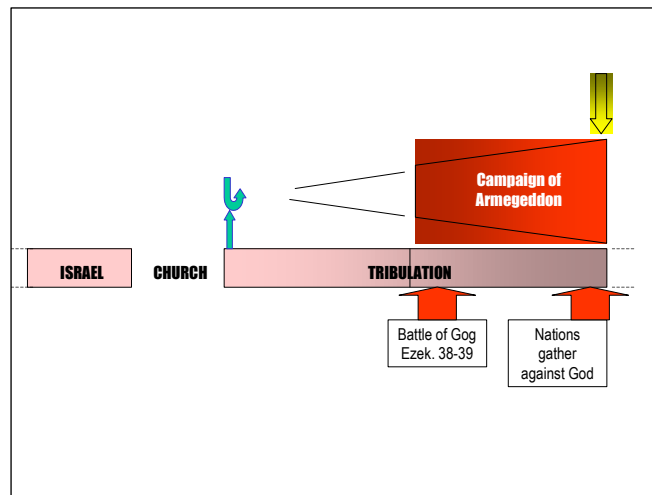 Campaign of
Armegeddon
ISRAEL
CHURCH
TRIBULATION
Battle of Gog
Ezek. 38-39
Nations
gather
against God